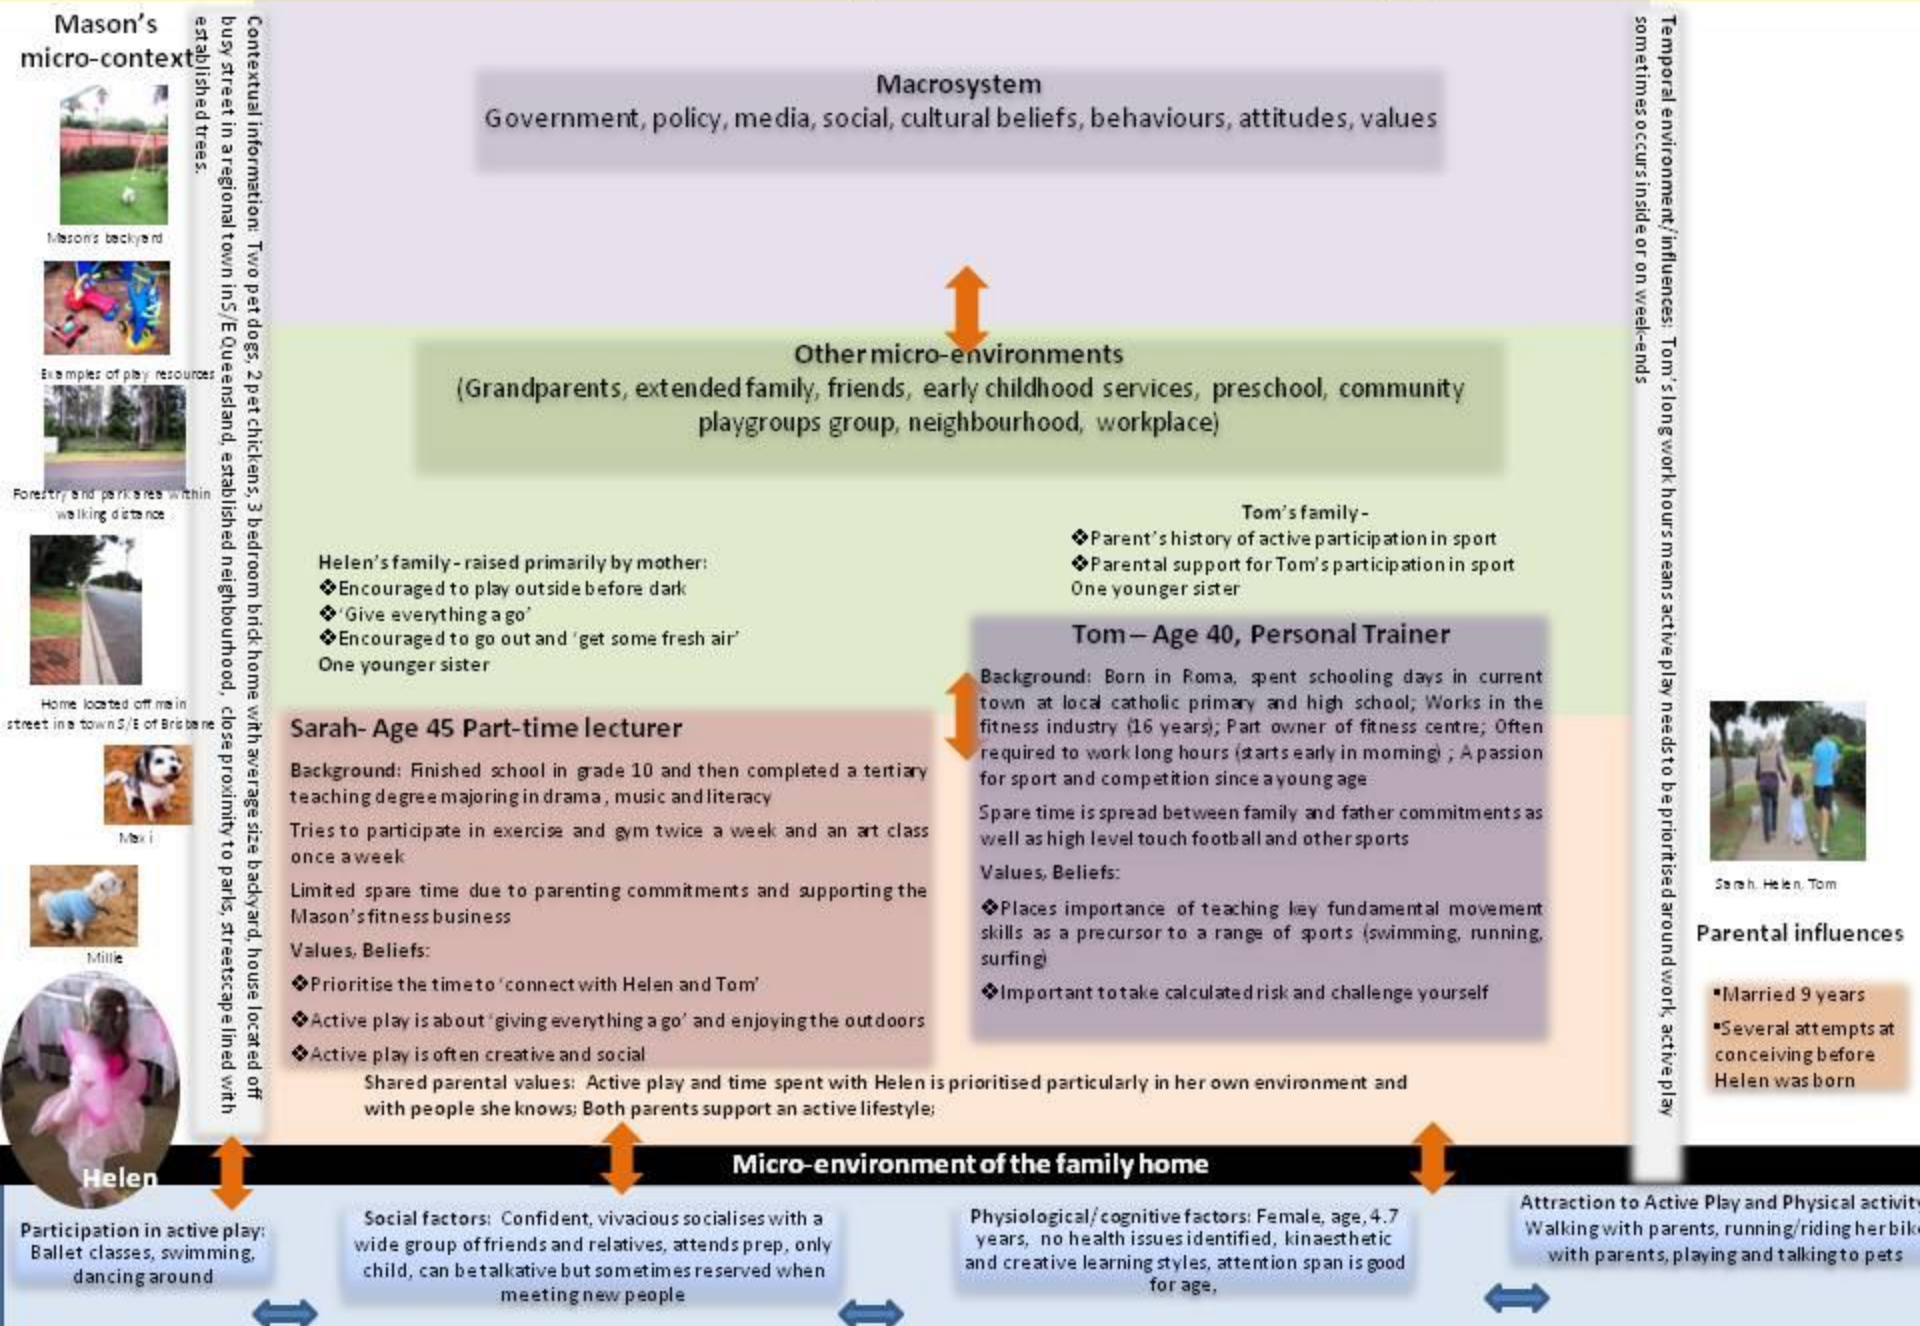 Mason's
micro-context
Mason's backyard
Examples of play resources
Forestry and park area within
walking distance
Home located off main
street in a town S/E of Brisbane
Maxi
Millie
Helen
Contextual information: Two pet dogs, 2 pet chickens, 3 bedroom brick home with average size backyard, house located off
busy street in a regional town in S/E Queensland, established neighbourhood, close proximity to parks, streetscape lined with
established trees.
Macrosystem
Government, policy, media, social, cultural beliefs, behaviours, attitudes, values
Other micro-environments
(Grandparents, extended family, friends, early childhood services, preschool, community
playgroups group, neighbourhood, workplace)
Helen's family - raised primarily by mother:
❖Encouraged to play outside before dark
❖'Give everything a go'
❖Encouraged to go out and 'get some fresh air'
One younger sister
Tom's family -
❖Parent's history of active participation in sport
❖Parental support for Tom's participation in sport
One younger sister
Sarah- Age 45 Part-time lecturer
Background: Finished school in grade 10 and then completed a tertiary
teaching degree majoring in drama, music and literacy
Tries to participate in exercise and gym twice a week and an art class
once a week
Limited spare time due to parenting commitments and supporting the
Mason's fitness business
Values, Beliefs:
❖Prioritise the time to 'connect with Helen and Tom'
❖Active play is about 'giving everything a go' and enjoying the outdoors
❖Active play is often creative and social
Tom – Age 40, Personal Trainer
Background: Born in Roma, spent schooling days in current
town at local catholic primary and high school; Works in the
fitness industry (16 years); Part owner of fitness centre; Often
required to work long hours (starts early in morning) ; A passion
for sport and competition since a young age
Spare time is spread between family and father commitments as
well as high level touch football and other sports
Values, Beliefs:
❖Places importance of teaching key fundamental movement
skills as a precursor to a range of sports (swimming, running,
surfing)
❖Important to take calculated risk and challenge yourself
Shared parental values: Active play and time spent with Helen is prioritised particularly in her own environment and
with people she knows; Both parents support an active lifestyle;
Temporal environment/influences: Tom's long work hours means active play needs to be prioritised around work, active play
sometimes occurs inside or on week-ends
Sarah, Helen, Tom
Parental influences
▪Married 9 years
▪Several attempts at
conceiving before
Helen was born
Micro-environment of the family home
Participation in active play:
Ballet classes, swimming,
dancing around
Social factors: Confident, vivacious socialises with a
wide group of friends and relatives, attends prep, only
child, can be talkative but sometimes reserved when
meeting new people
Physiological/cognitive factors: Female, age, 4.7
years, no health issues identified, kinaesthetic
and creative learning styles, attention span is good
for age,
Attraction to Active Play and Physical activity
Walking with parents, running/riding her bike
with parents, playing and talking to pets